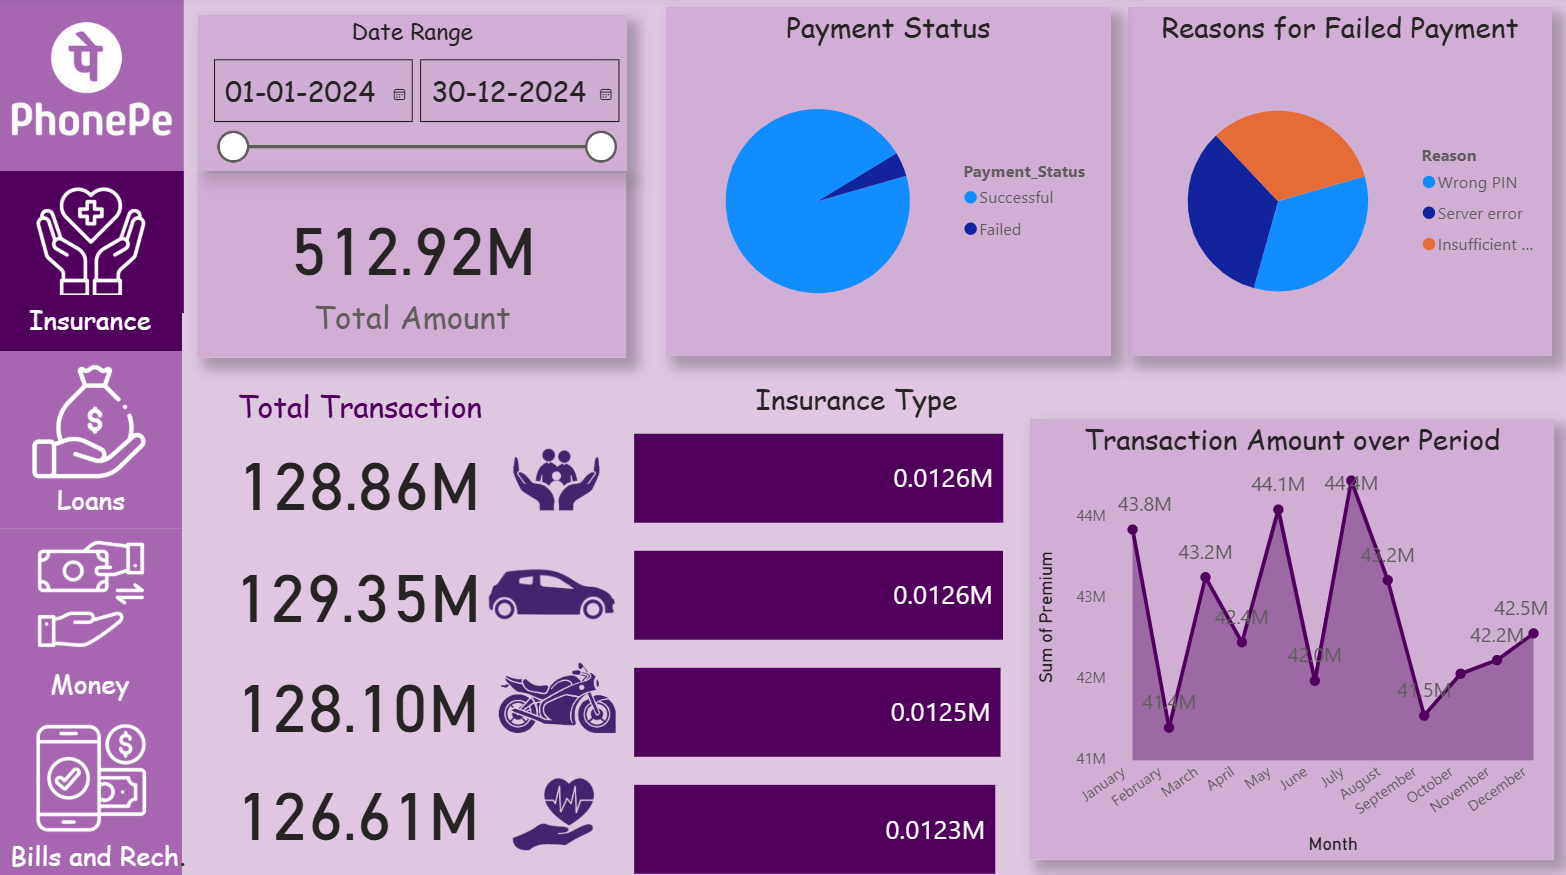 पे
PhonePe
Insurance
Loans
Money
Bills and Rech.
Date Range
01-01-2024
30-12-2024
512.92M
Total Amount
Payment Status
Payment_Status
Successful
Failed
Reasons for Failed Payment
Reason
Wrong PIN
Server error
Insufficient ...
Total Transaction
128.86M
129.35M
128.10M
126.61M
Insurance Type
0.0126M
0.0126M
0.0125M
0.0123M
Transaction Amount over Period
Sum of Premium
44M
43M
42M
41M
43.8M
41.4M
43.2M
42.4M
44.1M
42.0M
44.4M
43.2M
41.5M
42.2M
42.5M
January
February
March
April
May
June
July
August
September
October
November
December
Month